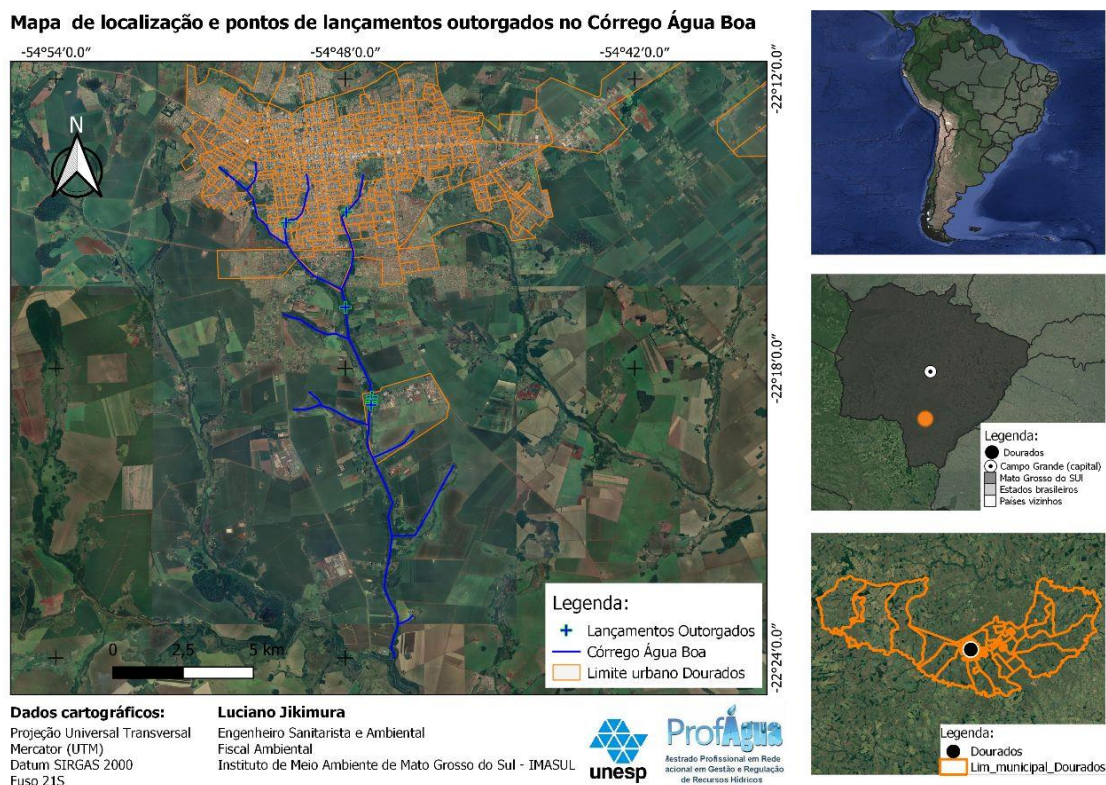 Mapa de localização e pontos de lançamentos outorgados no Córrego Água Boa
-54°54'0.0″
-54°48'0.0″
-54°42'0.0″
-22°12'0.0″
-22°18'0.0″
-22°24'0.0″
N
0
2,5
5 km
Legenda:
Lançamentos Outorgados
Córrego Água Boa
Limite urbano Dourados
Dados cartográficos:
Projeção Universal Transversal
Mercator (UTM)
Datum SIRGAS 2000
Fuso 21S
Luciano Jikimura
Engenheiro Sanitarista e Ambiental
Fiscal Ambiental
Instituto de Meio Ambiente de Mato Grosso do Sul - IMASUL
unesp
ProfÁgua
Mestrado Profissional em Rede
acional em Gestão e Regulação
de Recursos Hídricos
Legenda:
Dourados
Campo Grande (capital)
Mato Grosso do SUl
Estados brasileiros
Países vizinhos
Legenda:
Dourados
Lim_municipal_Dourados